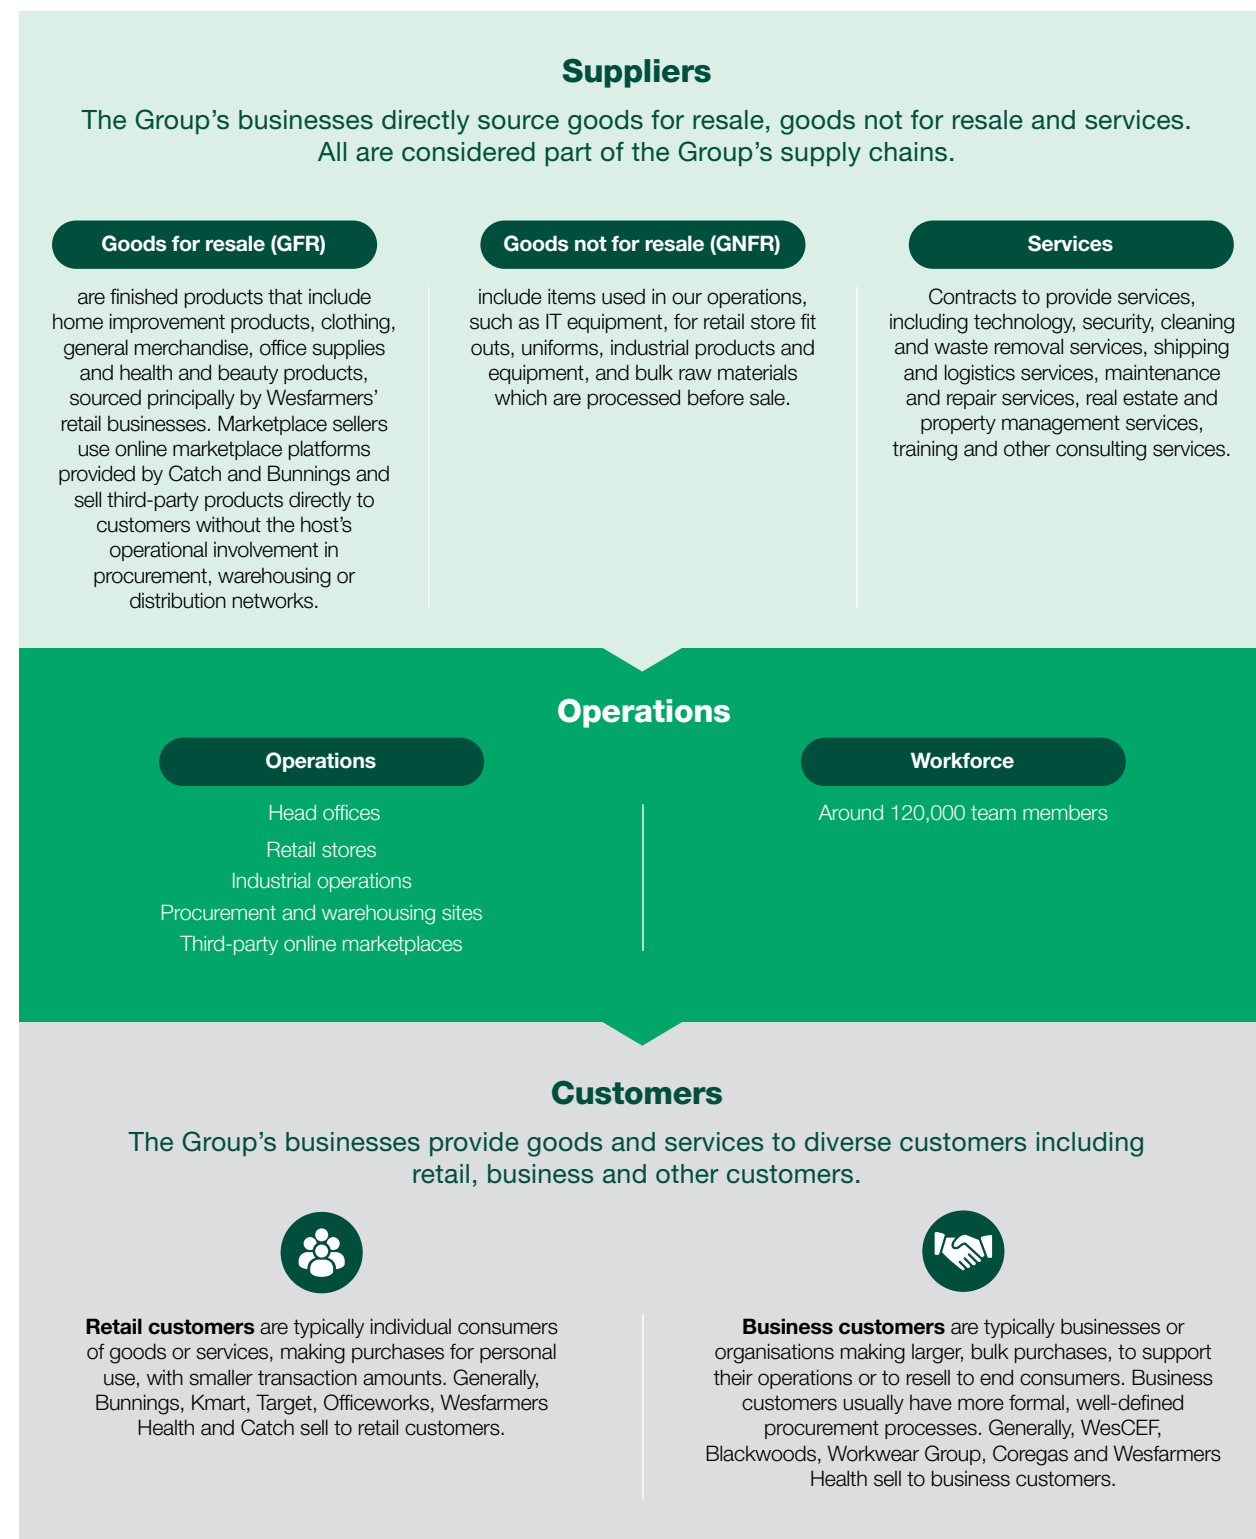 Suppliers
The Group’s businesses directly source goods for resale, goods not for resale and services.
All are considered part of the Group’s supply chains.
Goods for resale (GFR)
are finished products that include
home improvement products, clothing,
general merchandise, office supplies
and health and beauty products,
sourced principally by Wesfarmers’
retail businesses. Marketplace sellers
use online marketplace platforms
provided by Catch and Bunnings and
sell third-party products directly to
customers without the host’s
operational involvement in
procurement, warehousing or
distribution networks.
Goods not for resale (GNFR)
include items used in our operations,
such as IT equipment, for retail store fit
outs, uniforms, industrial products and
equipment, and bulk raw materials
which are processed before sale.
Services
Contracts to provide services,
including technology, security, cleaning
and waste removal services, shipping
and logistics services, maintenance
and repair services, real estate and
property management services,
training and other consulting services.
Operations
Operations
Head offices
Retail stores
Industrial operations
Procurement and warehousing sites
Third-party online marketplaces
Workforce
Around 120,000 team members
Customers
The Group’s businesses provide goods and services to diverse customers including
retail, business and other customers.
Retail customers are typically individual consumers
of goods or services, making purchases for personal
use, with smaller transaction amounts. Generally,
Bunnings, Kmart, Target, Officeworks, Wesfarmers
Health and Catch sell to retail customers.
Business customers are typically businesses or
organisations making larger, bulk purchases, to support
their operations or to resell to end consumers. Business
customers usually have more formal, well-defined
procurement processes. Generally, WesCEF,
Blackwoods, Workwear Group, Coregas and Wesfarmers
Health sell to business customers.